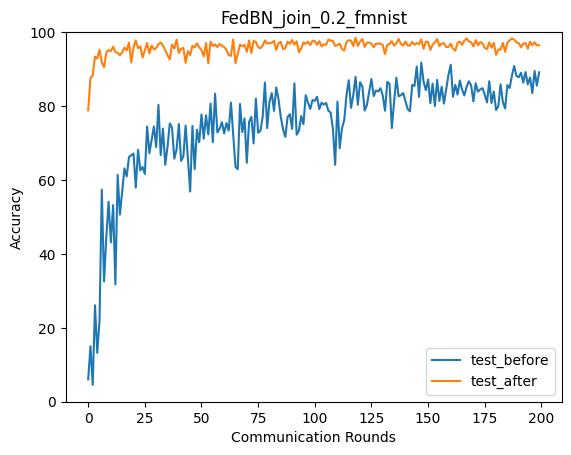 FedBN_join_0.2_fmnist
Accuracy
100
80
60
40
20
0
0 25 50 75 100 125 150 175 200
Communication Rounds
test_before
test_after